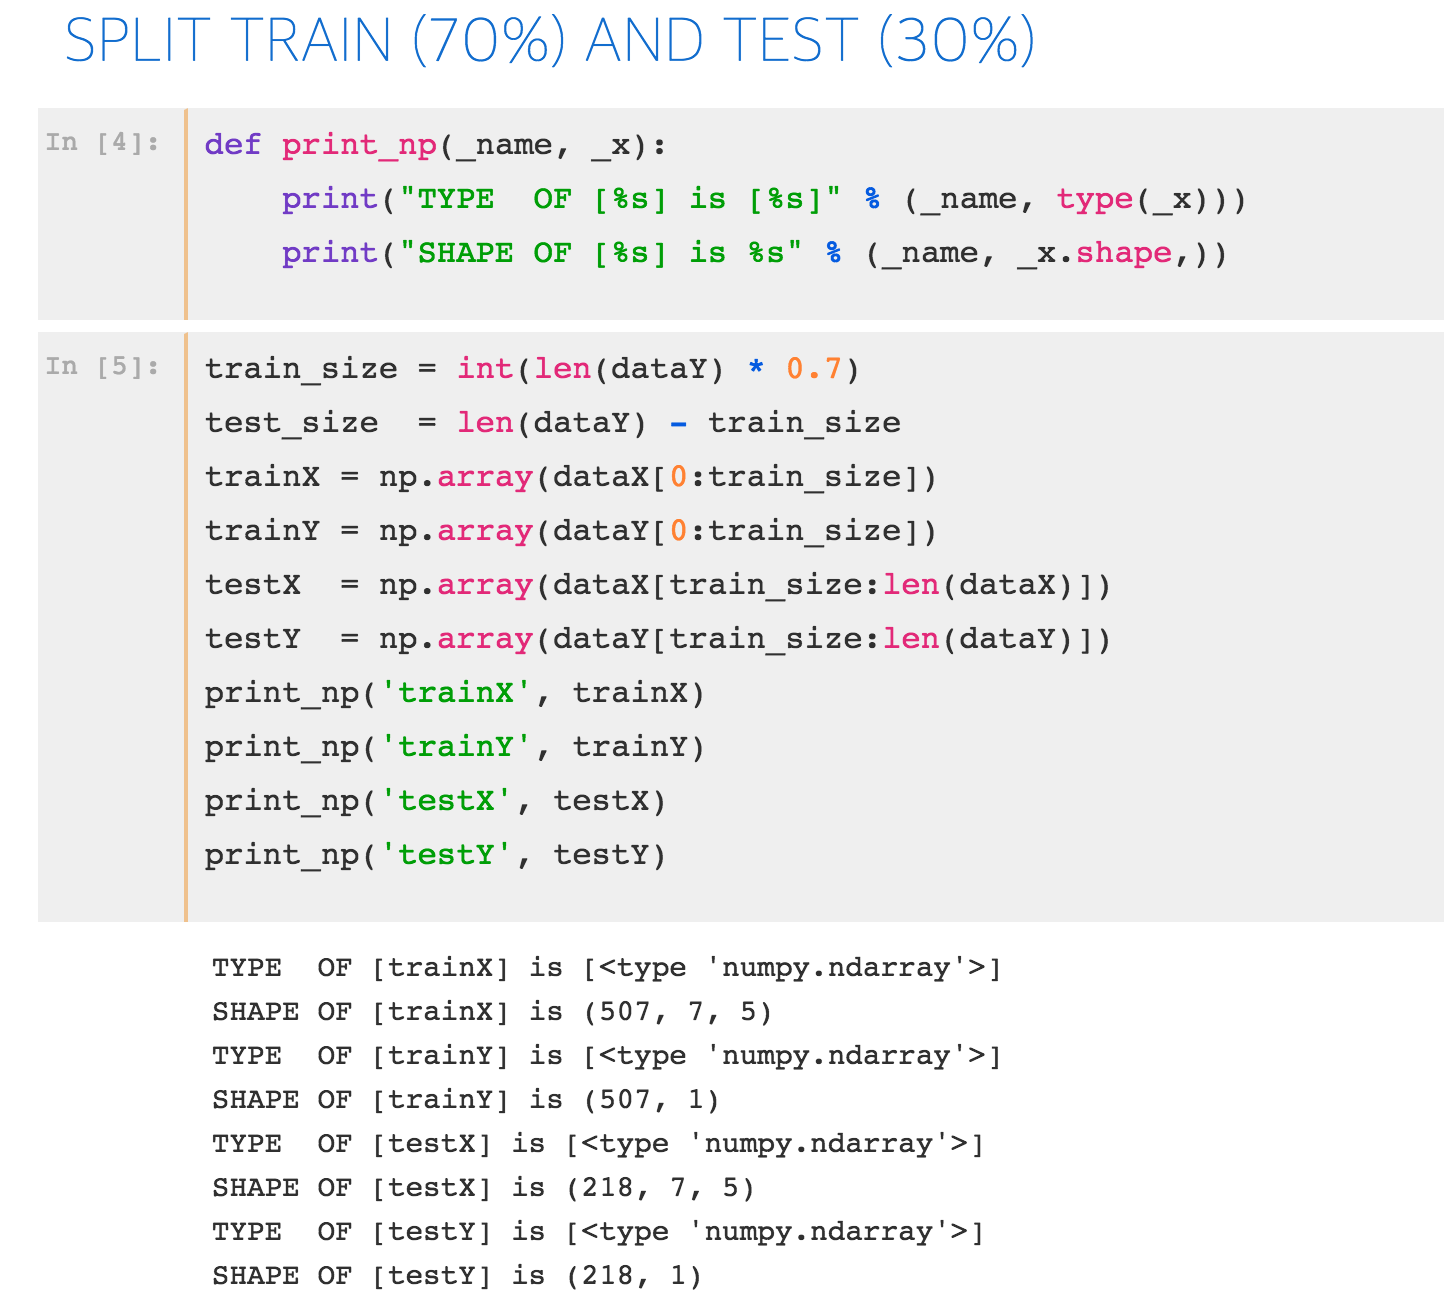 SPLIT TRAIN (70%) AND TEST (30%)
In [4]:
def print_np(_name, _x):
    print("TYPE  OF [%s] is [%s]" % (_name, type(_x)))
    print("SHAPE OF [%s] is %s" % (_name, _x.shape,))
In [5]:
train_size = int(len(dataY) * 0.7)
test_size  = len(dataY) - train_size
trainX = np.array(dataX[0:train_size])
trainY = np.array(dataY[0:train_size])
testX  = np.array(dataX[train_size:len(dataX)])
testY  = np.array(dataY[train_size:len(dataY)])
print_np('trainX', trainX)
print_np('trainY', trainY)
print_np('testX', testX)
print_np('testY', testY)
TYPE  OF [trainX] is [<type 'numpy.ndarray'>]
SHAPE OF [trainX] is (507, 7, 5)
TYPE  OF [trainY] is [<type 'numpy.ndarray'>]
SHAPE OF [trainY] is (507, 1)
TYPE  OF [testX] is [<type 'numpy.ndarray'>]
SHAPE OF [testX] is (218, 7, 5)
TYPE  OF [testY] is [<type 'numpy.ndarray'>]
SHAPE OF [testY] is (218, 1)